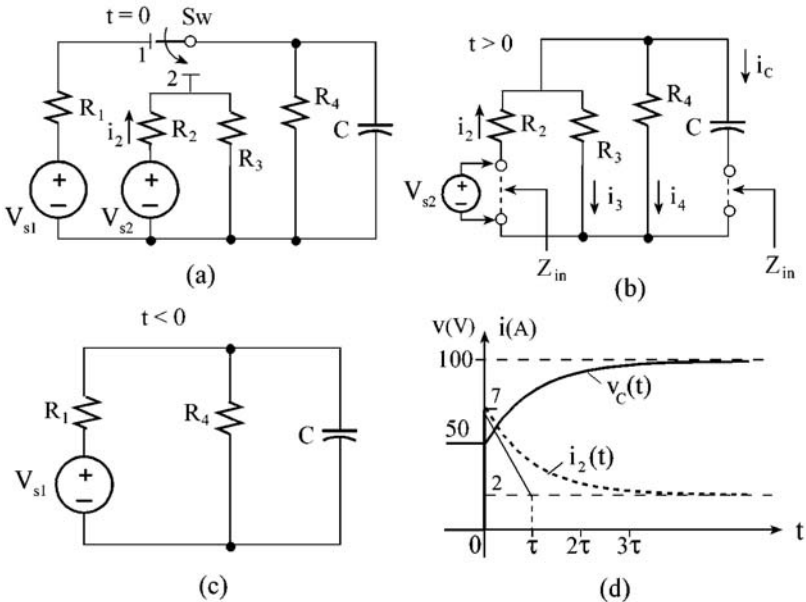 t = 0
Sw
1
2
R1
i2
R2
R3
R4
C
Vs1
Vs2
(a)
t > 0
iC
i2
R2
R3
R4
C
Vs2
i3
i4
Zin
Zin
(b)
t < 0
R1
R4
C
Vs1
(c)
v(V)
i(A)
100
7
vC(t)
50
i2(t)
2
0
τ
2τ
3τ
t
(d)